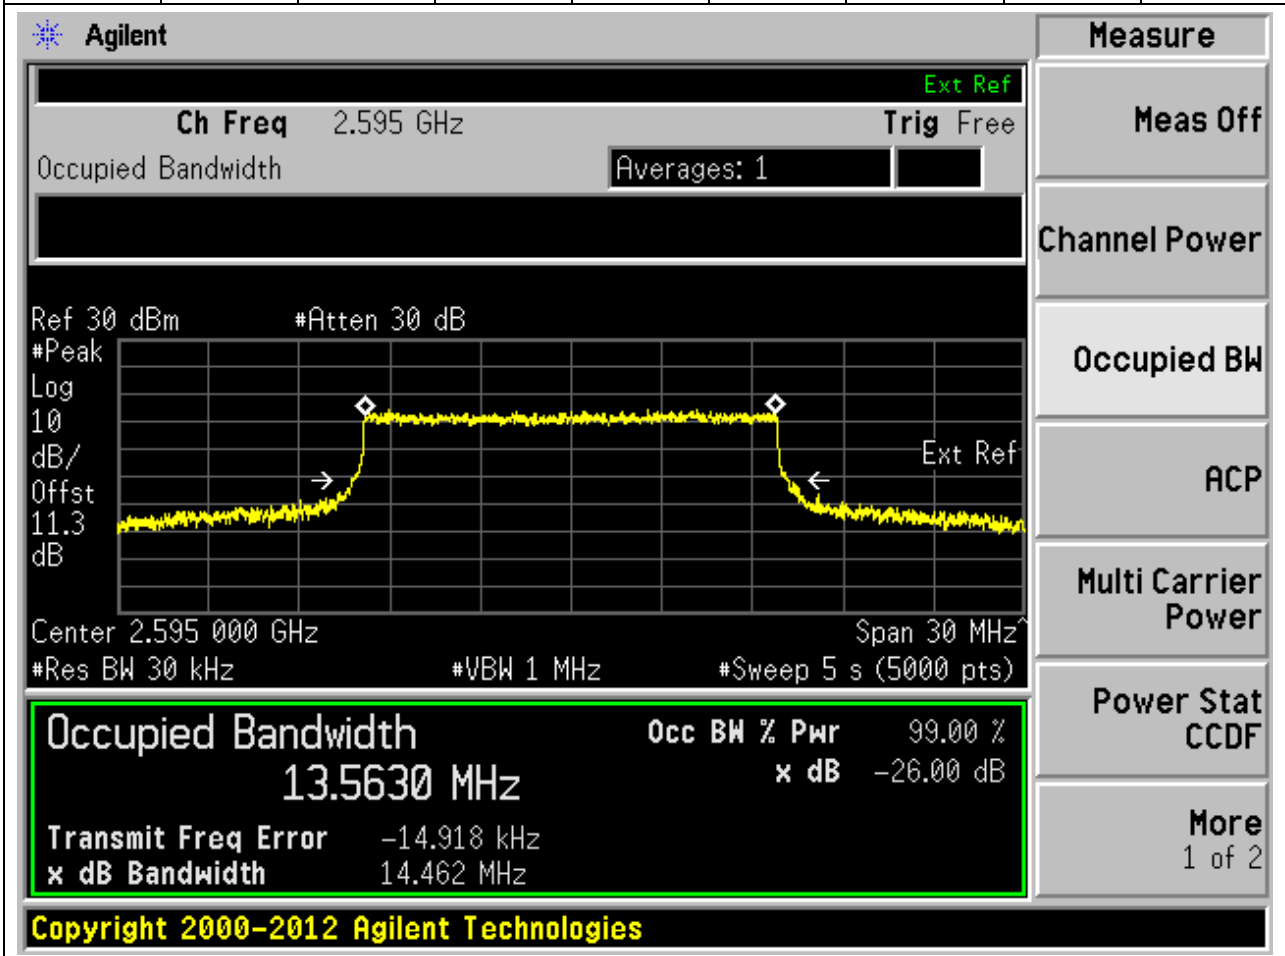 Agilent
Measure
Ext Ref
Ch Freq 2.595 GHz
Trig Free
Meas Off
Occupied Bandwidth
Averages: 1
Channel Power
Ref 30 dBm #Atten 30 dB
#Peak
Log
10
dB/
Offst
11.3
dB
Ext Ref
Occupied BW
ACP
Center 2.595 000 GHz
Span 30 MHz^
#Res BW 30 kHz #VBW 1 MHz #Sweep 5 s (5000 pts)
Multi Carrier
Power
Occupied Bandwidth
13.5630 MHz
Occ BW % Pwr 99.00 %
x dB -26.00 dB
Transmit Freq Error -14.918 kHz
x dB Bandwidth 14.462 MHz
Power Stat
CCDF
More
1 of 2
Copyright 2000-2012 Agilent Technologies